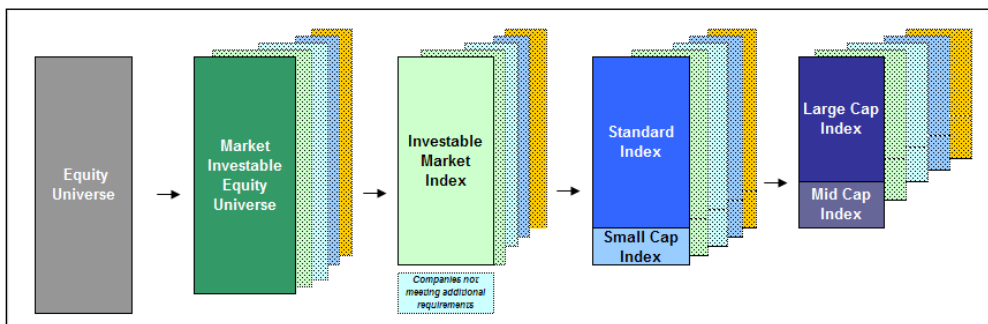 Equity
Universe
Market
Investable
Equity
Universe
Investable
Market
Index
Companies not
meeting additional
requirements
Standard
Index
Small Cap
Index
Large Cap
Index
Mid Cap
Index